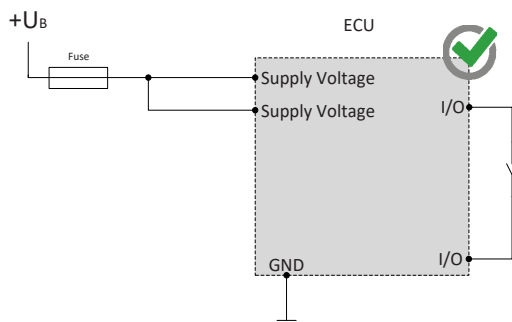 +UB
ECU
Fuse
Supply Voltage
Supply Voltage
I/O
I/O
GND